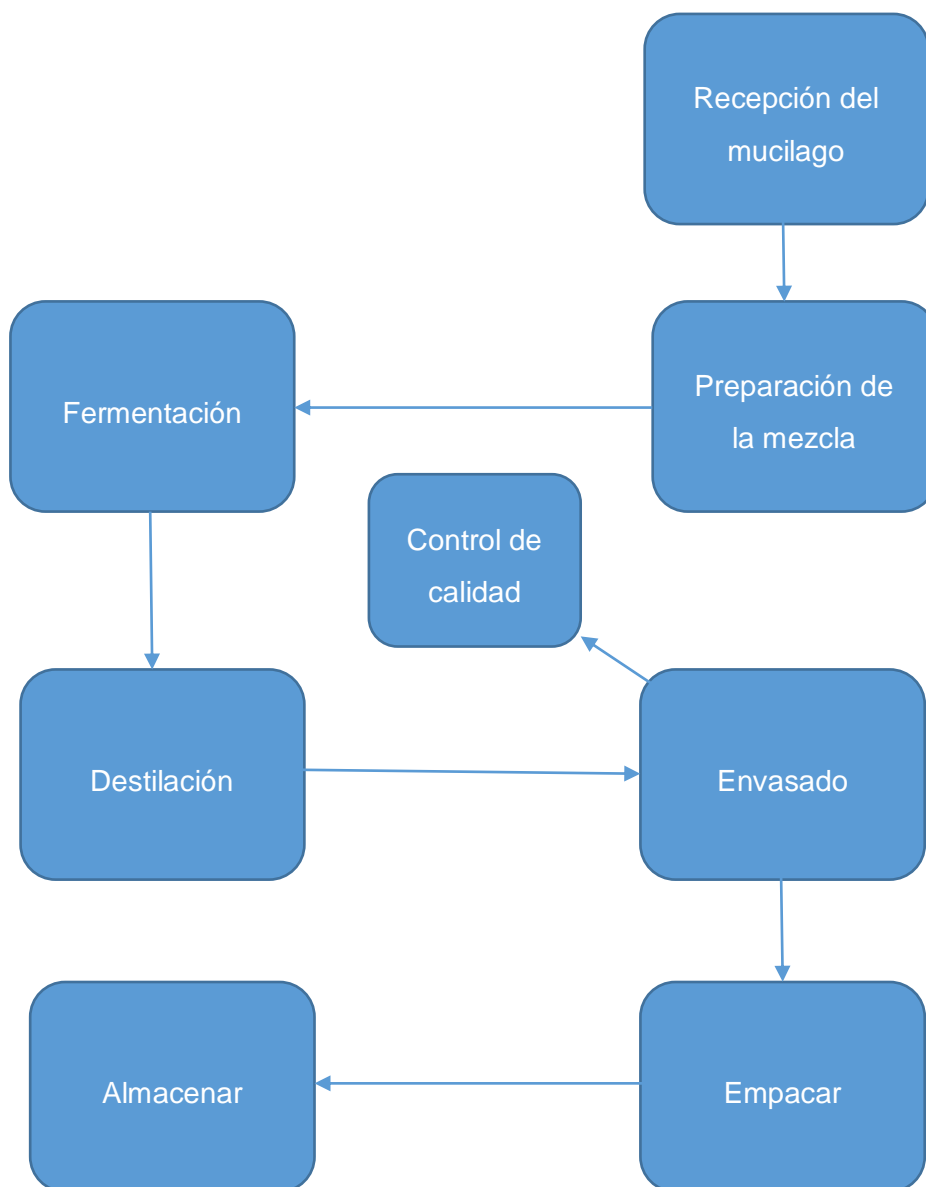 Recepción del
mucilago
Preparación de
la mezcla
Fermentación
Control de
calidad
Destilación
Envasado
Empacar
Almacenar